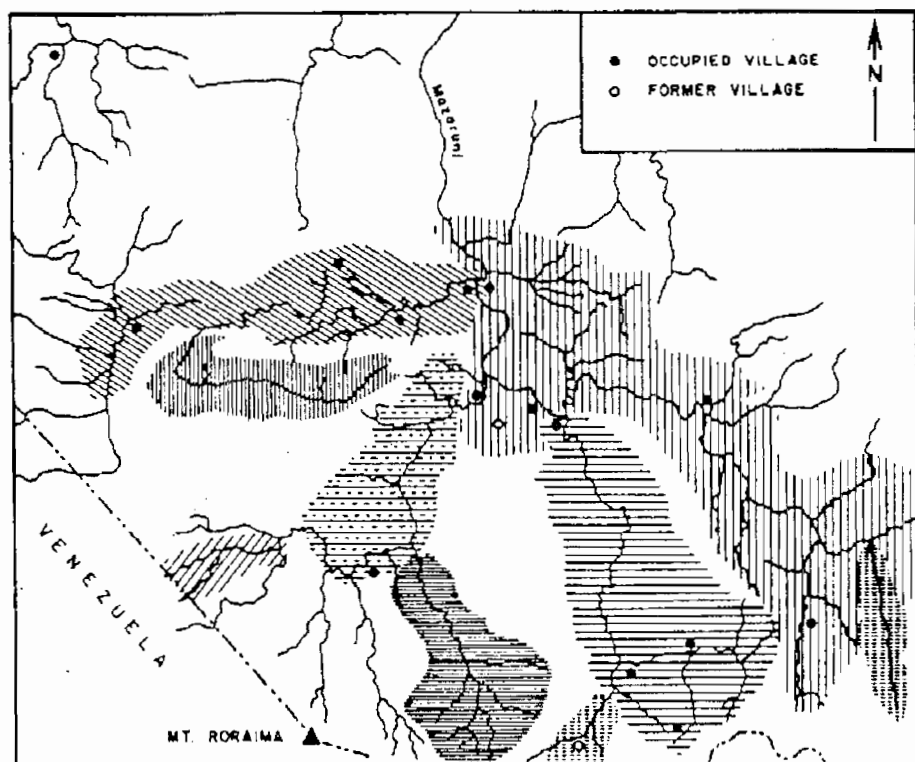 OCCUPIED VILLAGE
FORMER VILLAGE
N
Mazaruni
VENEZUELA
MT. RORAIMA